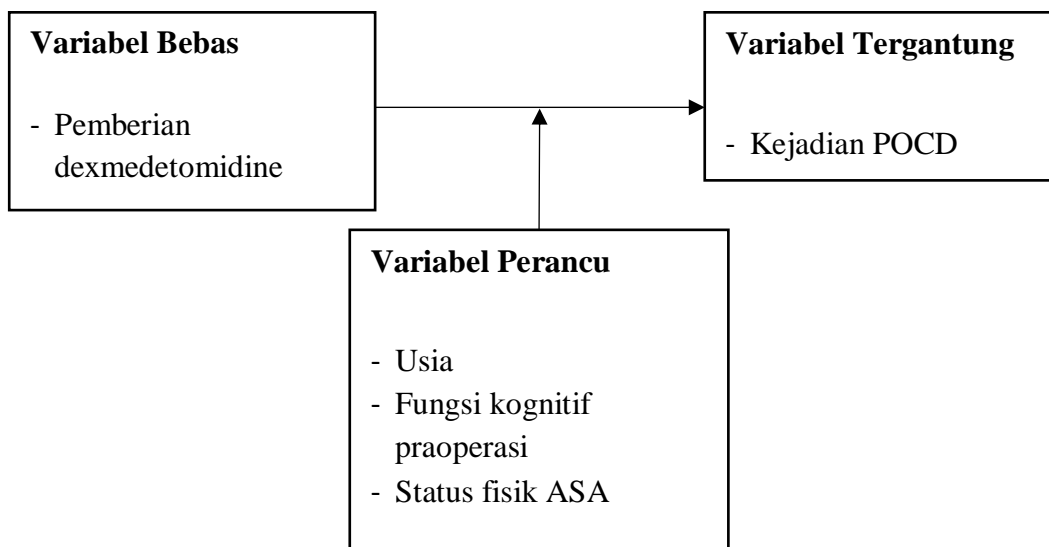 Variabel Bebas
- Pemberian
dexmedetomidine
Variabel Tergantung
- Kejadian POCD
Variabel Perancu
- Usia
- Fungsi kognitif
praoperasi
- Status fisik ASA